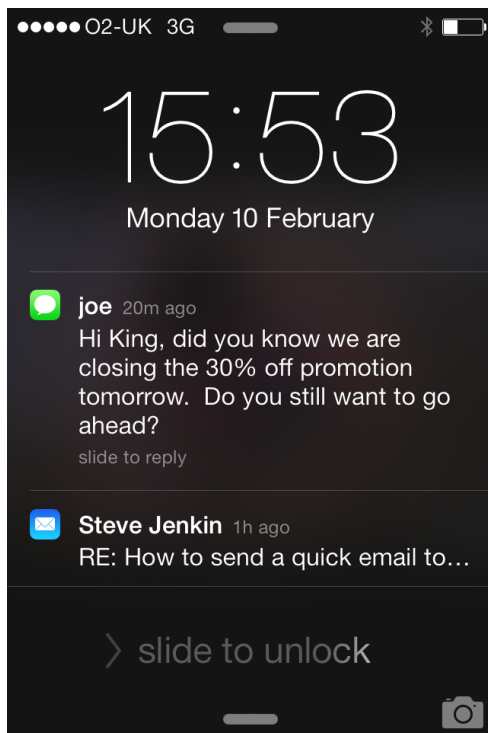 O2-UK 3G
15:53
Monday 10 February
joe 20m ago
Hi King, did you know we are
closing the 30% off promotion
tomorrow.  Do you still want to go
ahead?
slide to reply
Steve Jenkin 1h ago
RE: How to send a quick email to…
slide to unlock